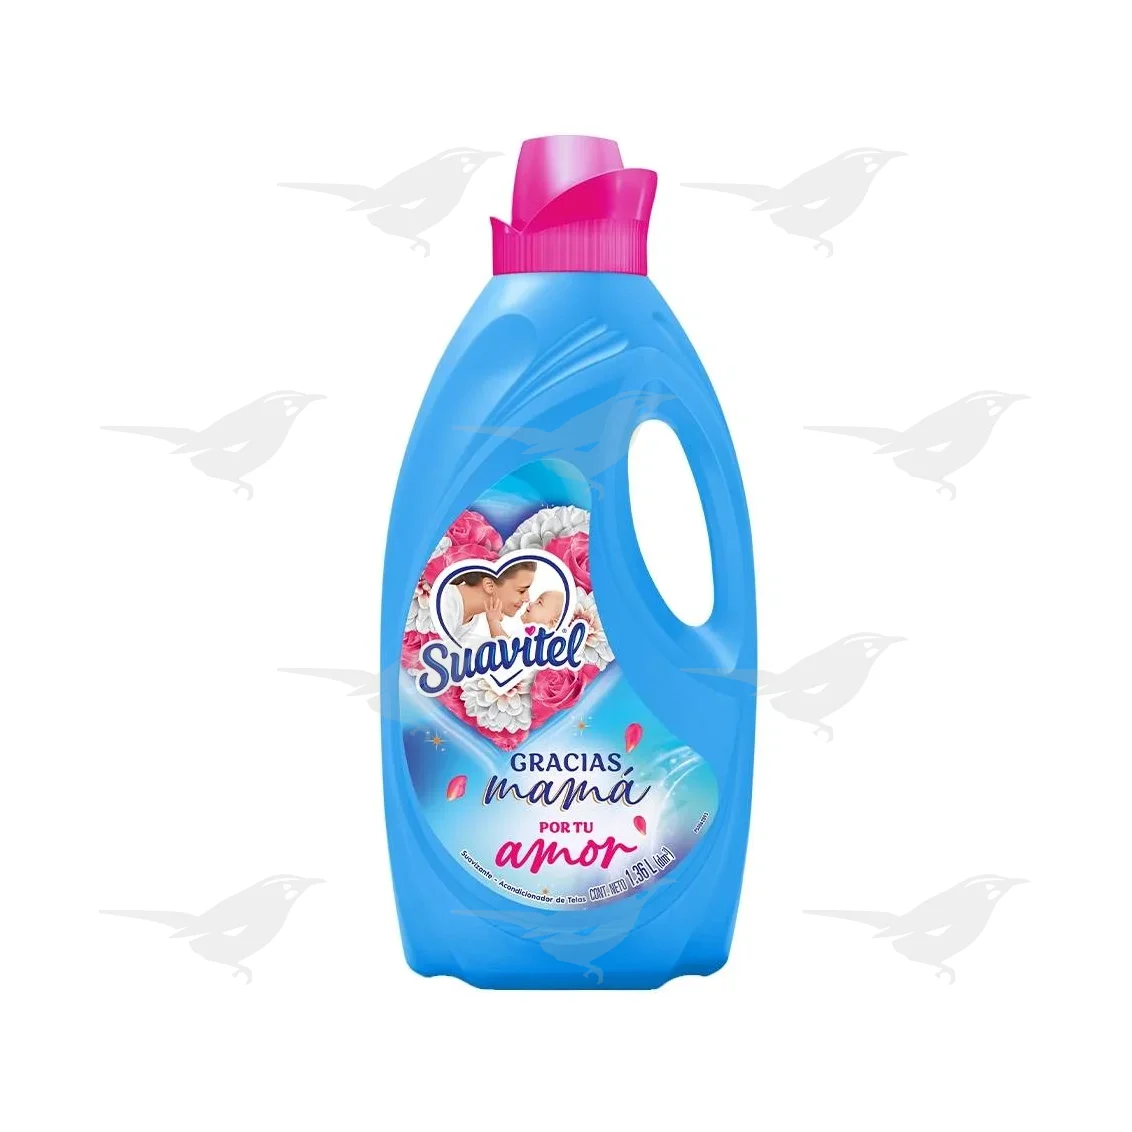 Suavitel®
GRACIAS
mamá
POR TU
amor
Suavizante - Acondicionador de Telas
CONT. NETO 1.36 L (dm³)